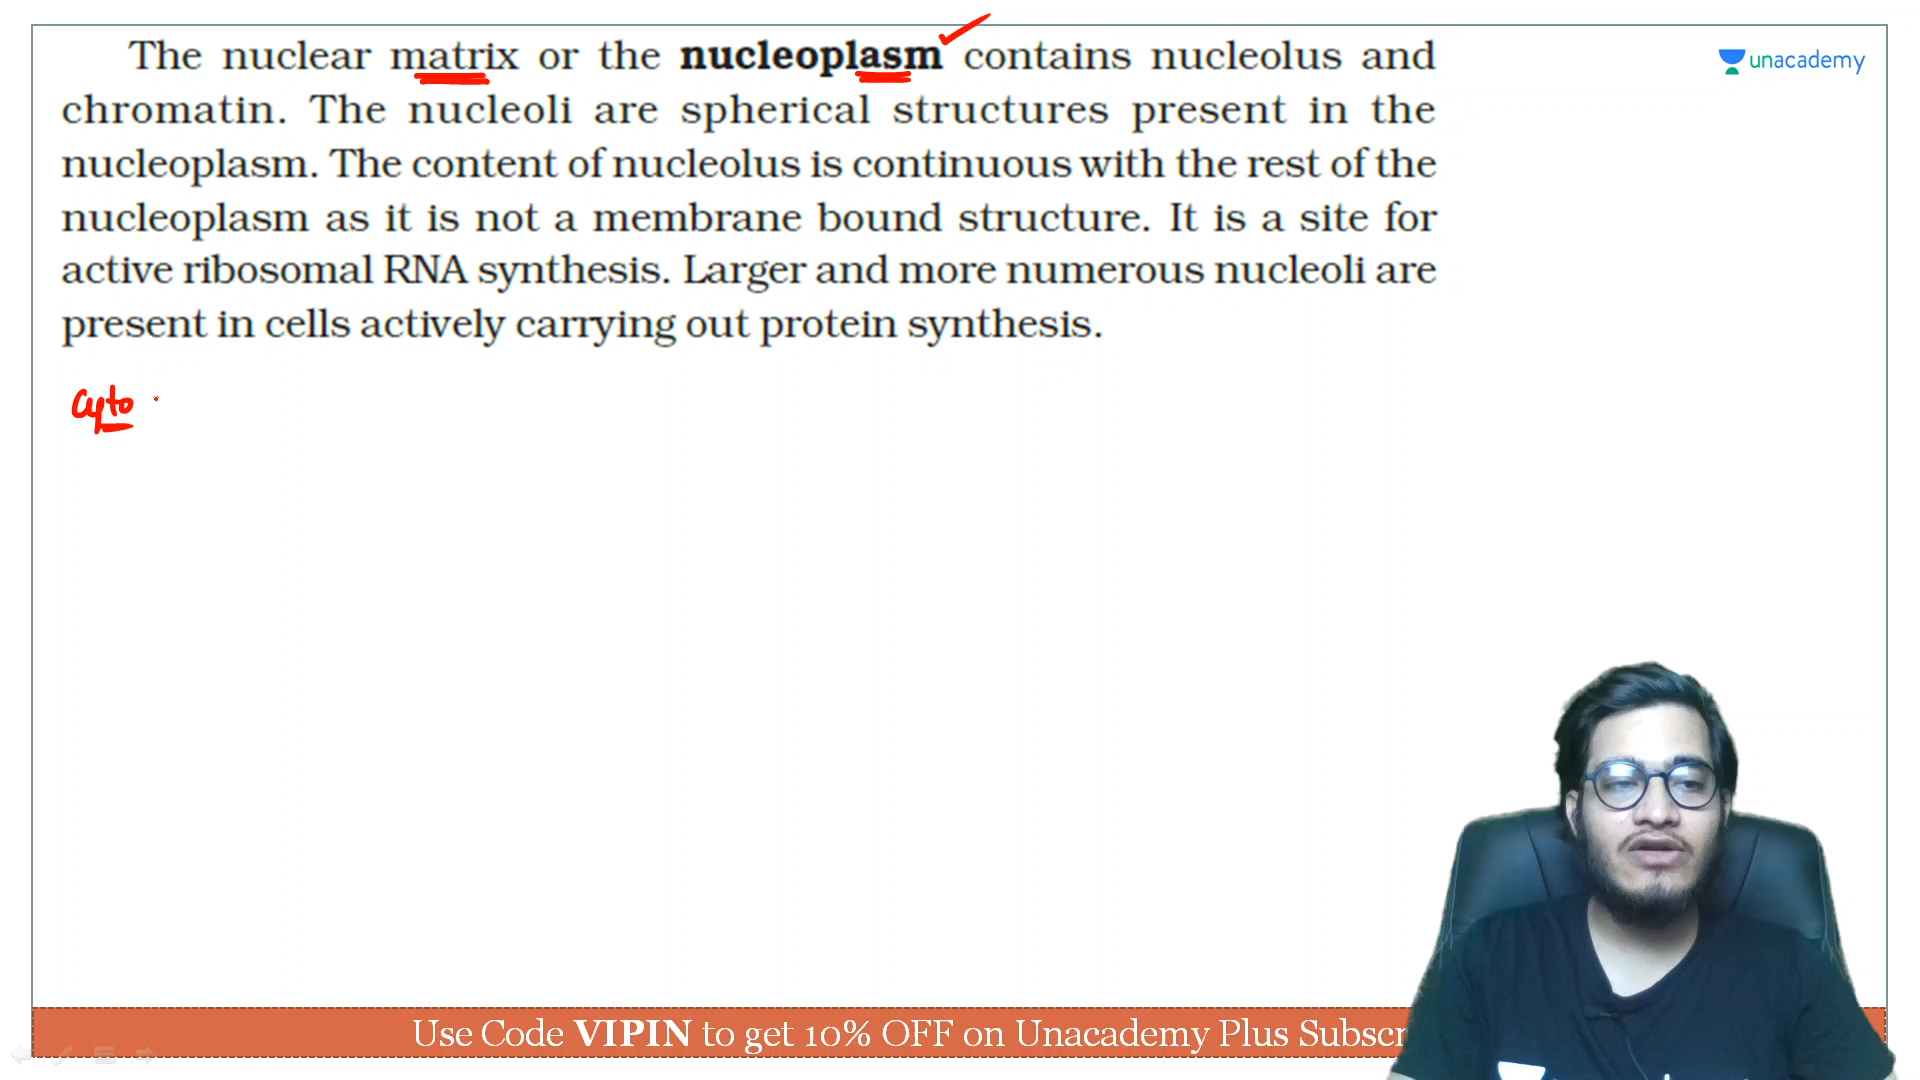 The nuclear matrix or the nucleoplasm contains nucleolus and
chromatin. The nucleoli are spherical structures present in the
nucleoplasm. The content of nucleolus is continuous with the rest of the
nucleoplasm as it is not a membrane bound structure. It is a site for
active ribosomal RNA synthesis. Larger and more numerous nucleoli are
present in cells actively carrying out protein synthesis.
unacademy
Cyto
Use Code VIPIN to get 10% OFF on Unacademy Plus Subscr